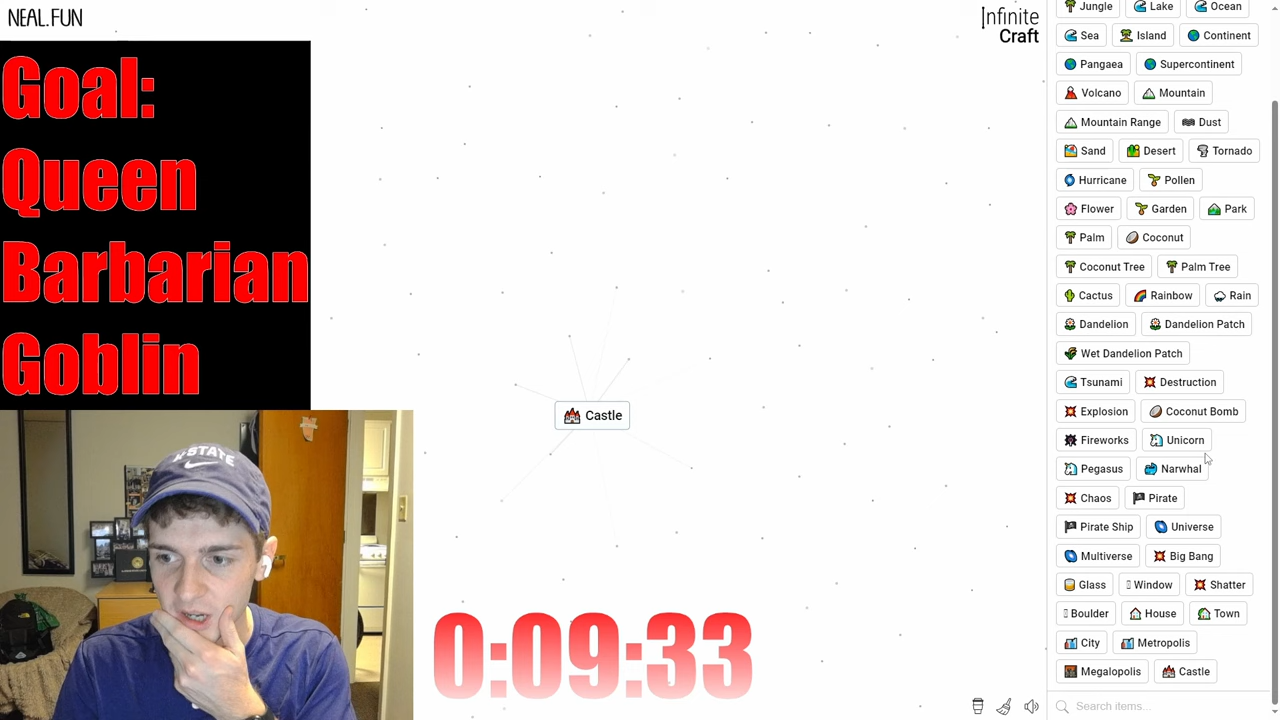 NEAL.FUN
Infinite
Craft
Goal:
Queen
Barbarian
Goblin
STATE
Castle
0:09:33
Jungle Lake Ocean
Sea Island Continent
Pangaea Supercontinent
Volcano Mountain
Mountain Range Dust
Sand Desert Tornado
Hurricane Pollen
Flower Garden Park
Palm Coconut
Coconut Tree Palm Tree
Cactus Rainbow Rain
Dandelion Dandelion Patch
Wet Dandelion Patch
Tsunami Destruction
Explosion Coconut Bomb
Fireworks Unicorn
Pegasus Narwhal
Chaos Pirate
Pirate Ship Universe
Multiverse Big Bang
Glass Window Shatter
Boulder House Town
City Metropolis
Megalopolis Castle
Search items...